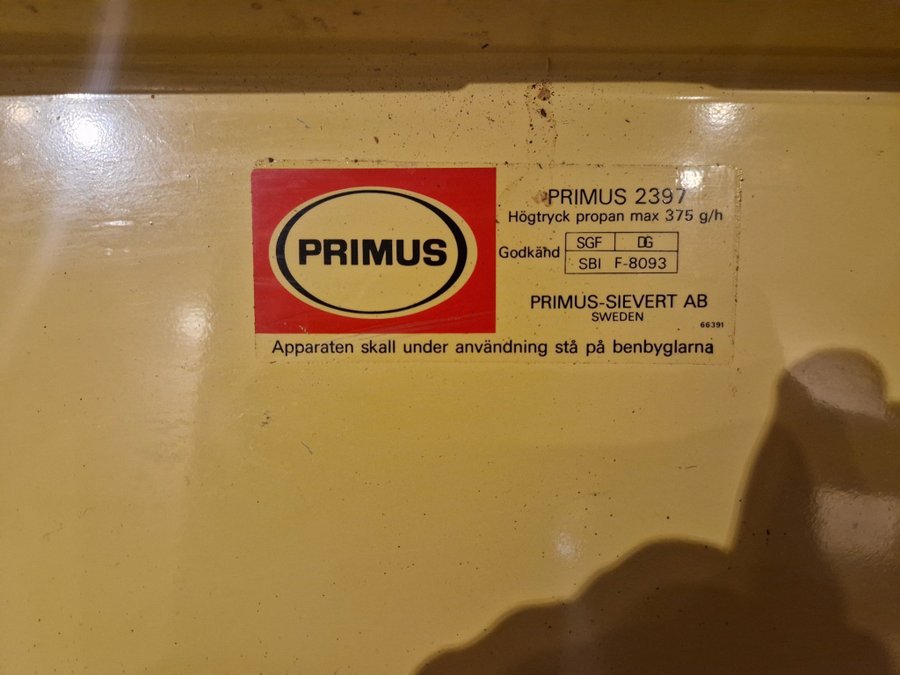 PRIMUS
PRIMUS 2397
Högtryck propan max 375 g/h
Godkänd
SGF DG
SBI F-8093
PRIMUS-SIEVERT AB
SWEDEN
66391
Apparaten skall under användning stå på benbyglarna